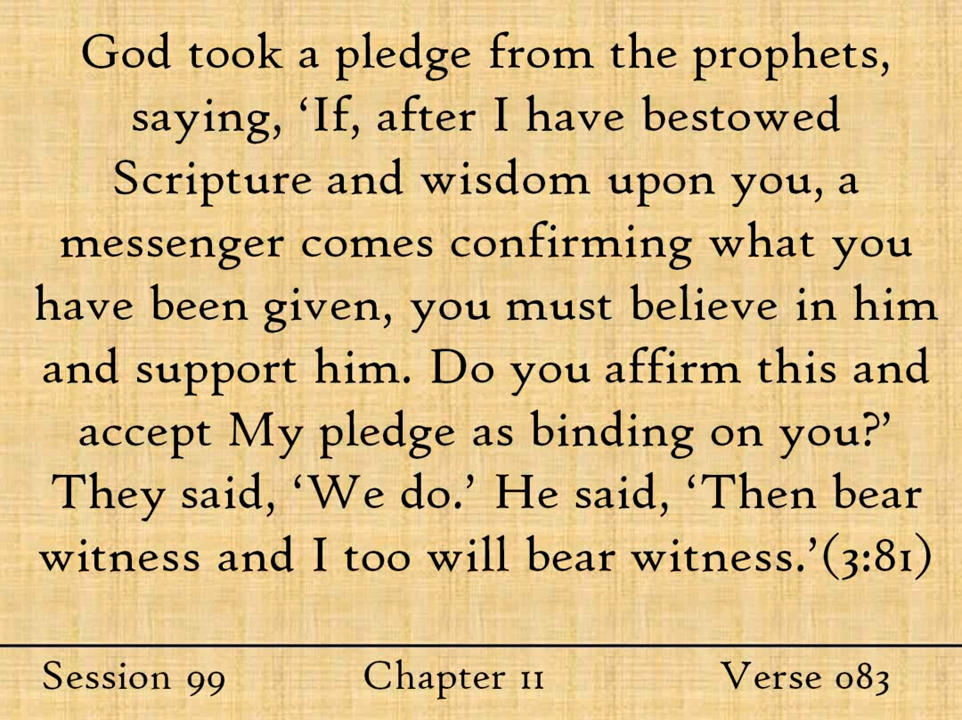 God took a pledge from the prophets,
saying, ‘If, after I have bestowed
Scripture and wisdom upon you, a
messenger comes confirming what you
have been given, you must believe in him
and support him. Do you affirm this and
accept My pledge as binding on you?’
They said, ‘We do.’ He said, ‘Then bear
witness and I too will bear witness.’(3:81)
Session 99 Chapter 11 Verse 083